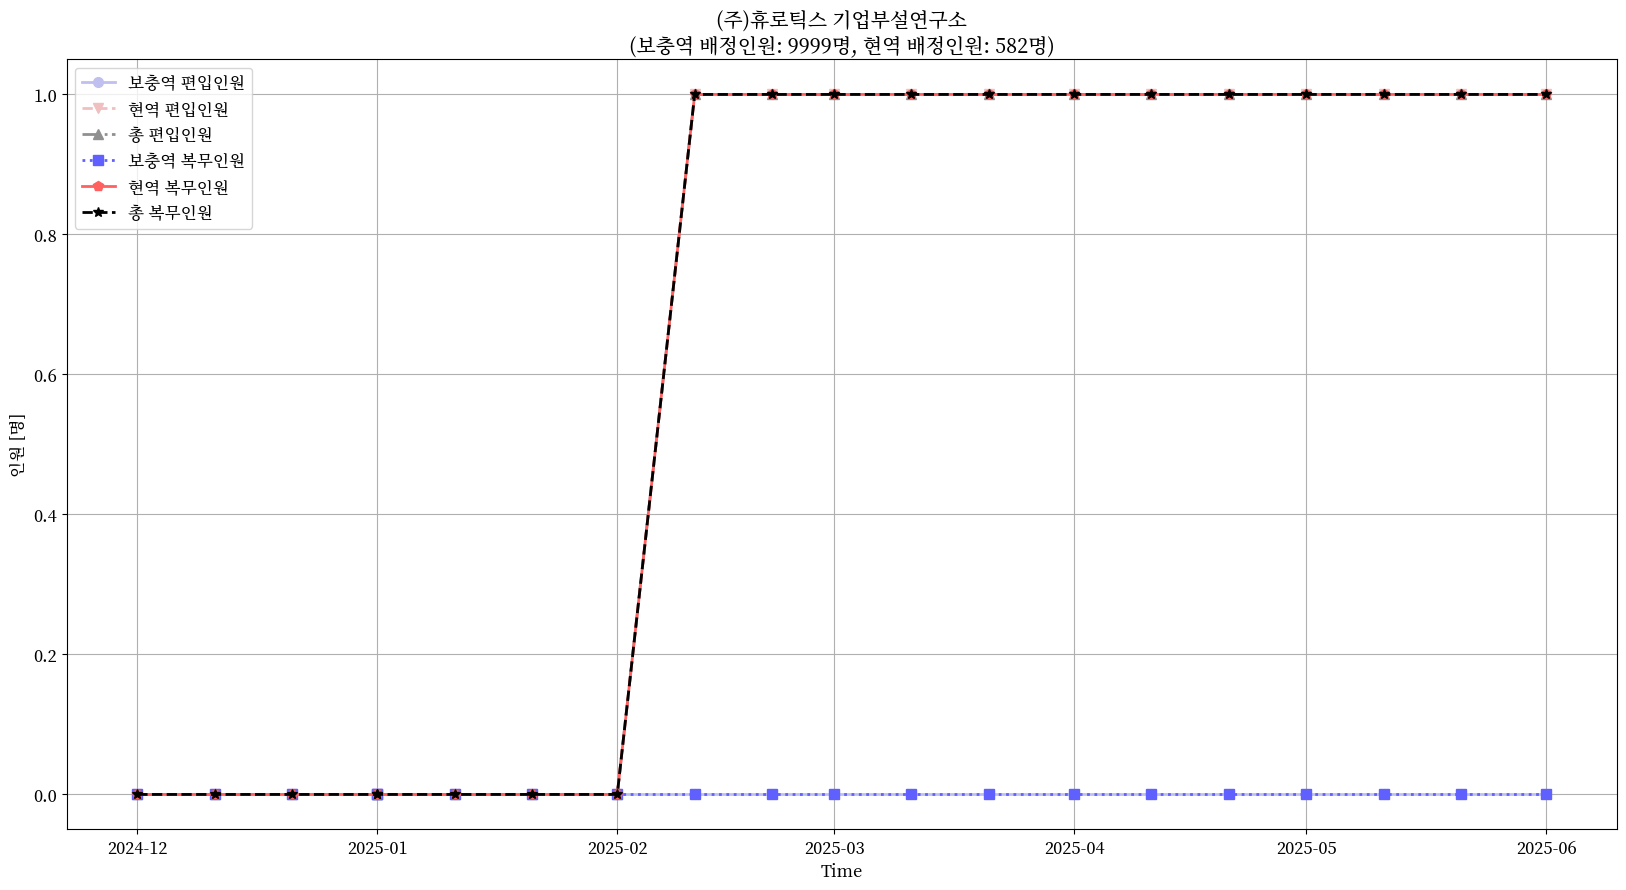 (주)휴로틱스 기업부설연구소
(보충역 배정인원: 9999명, 현역 배정인원: 582명)
보충역 편입인원
현역 편입인원
총 편입인원
보충역 복무인원
현역 복무인원
총 복무인원
인원 [명]
1.0
0.8
0.6
0.4
0.2
0.0
2024-12
2025-01
2025-02
2025-03
2025-04
2025-05
2025-06
Time